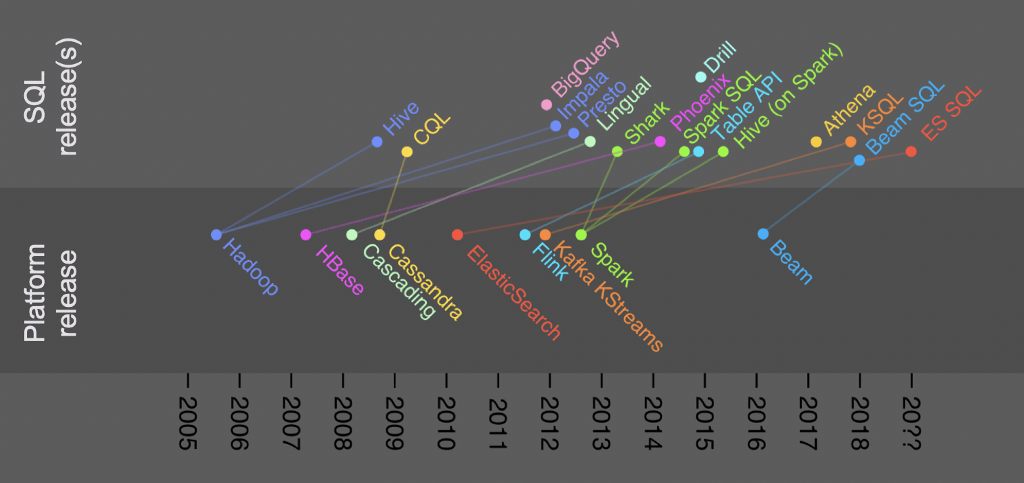 SQL
release(s)
Hive
CQL
BigQuery
Impala
Presto
Lingual
Shark
Phoenix
Drill
Spark SQL
Table API
Hive (on Spark)
Athena
KSQL
Beam SQL
ES SQL
Platform
release
Hadoop
HBase
Cascading
Cassandra
ElasticSearch
Flink
Kafka KStreams
Spark
Beam
2005
2006
2007
2008
2009
2010
2011
2012
2013
2014
2015
2016
2017
2018
20??